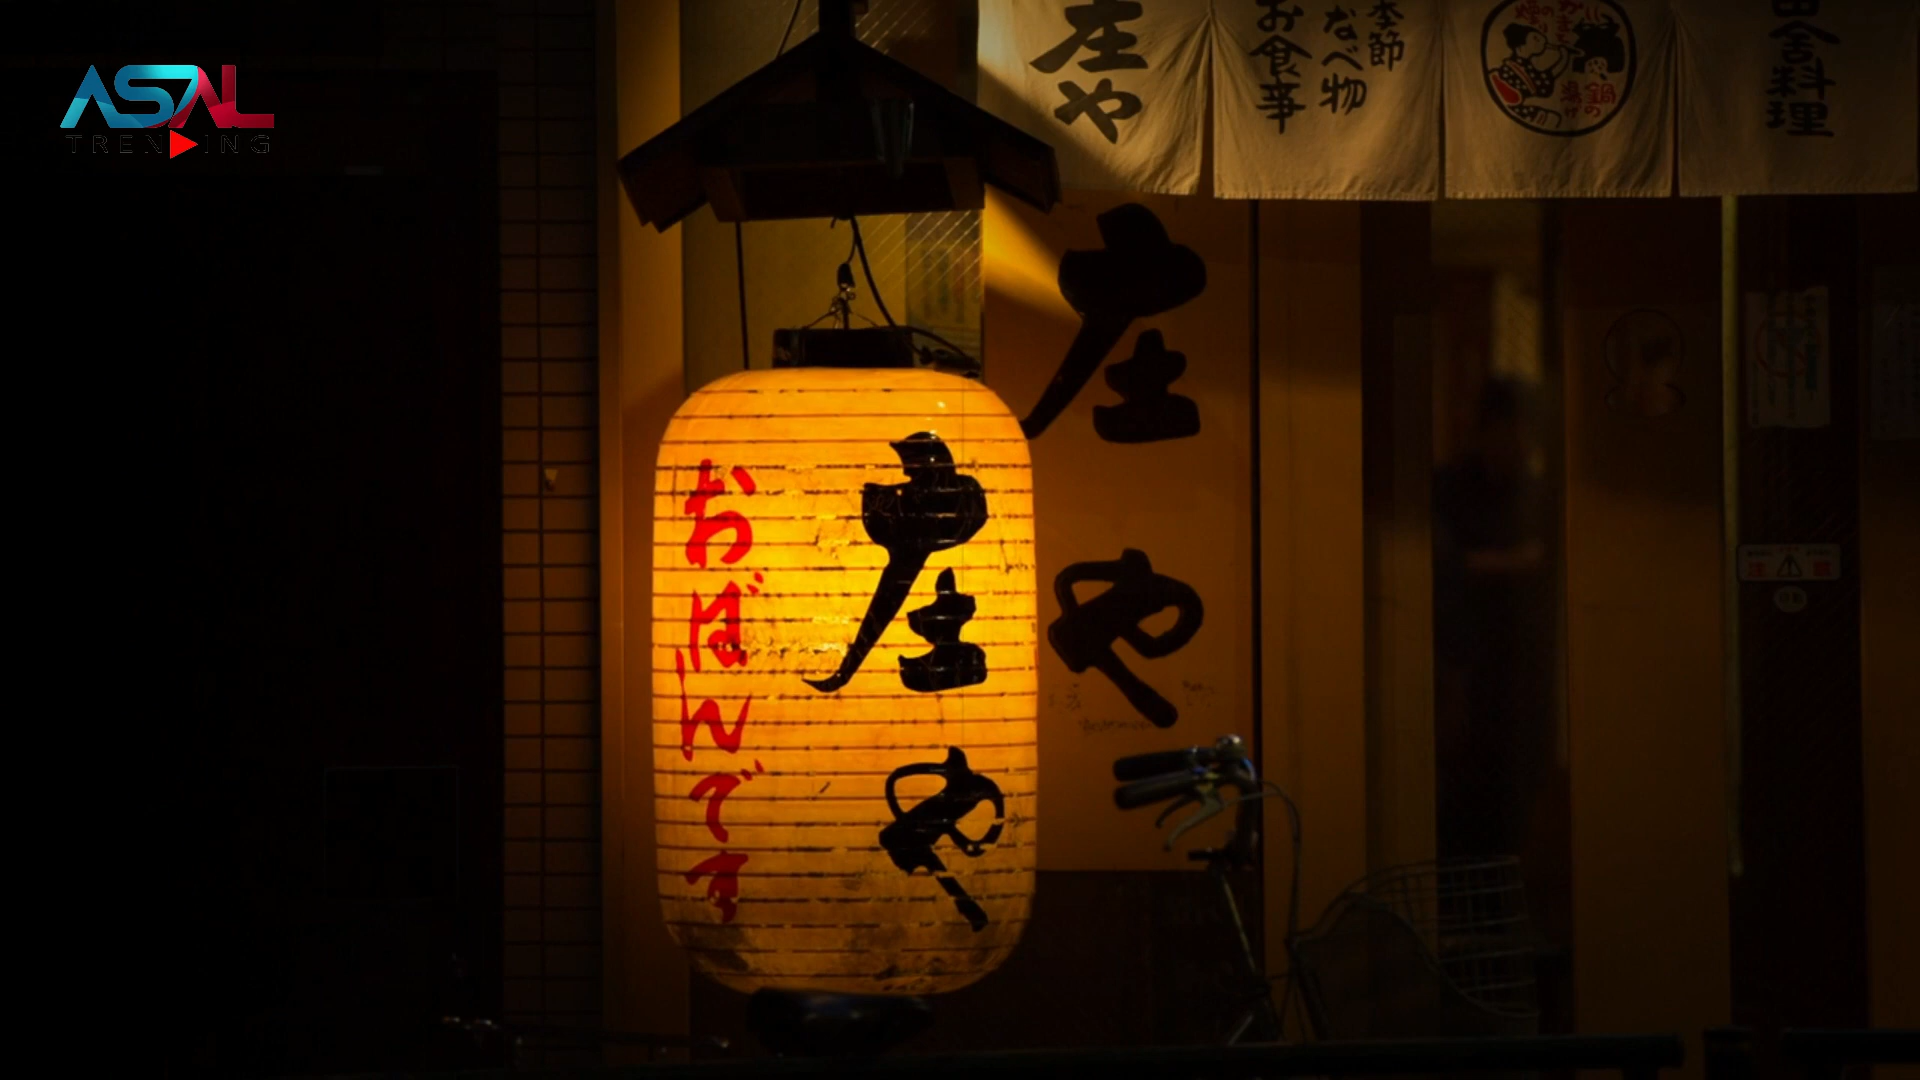 ASAL
TRENDING
庄や
季節
なべ物
お食事
田舎料理
庄や
庄や
おばんです